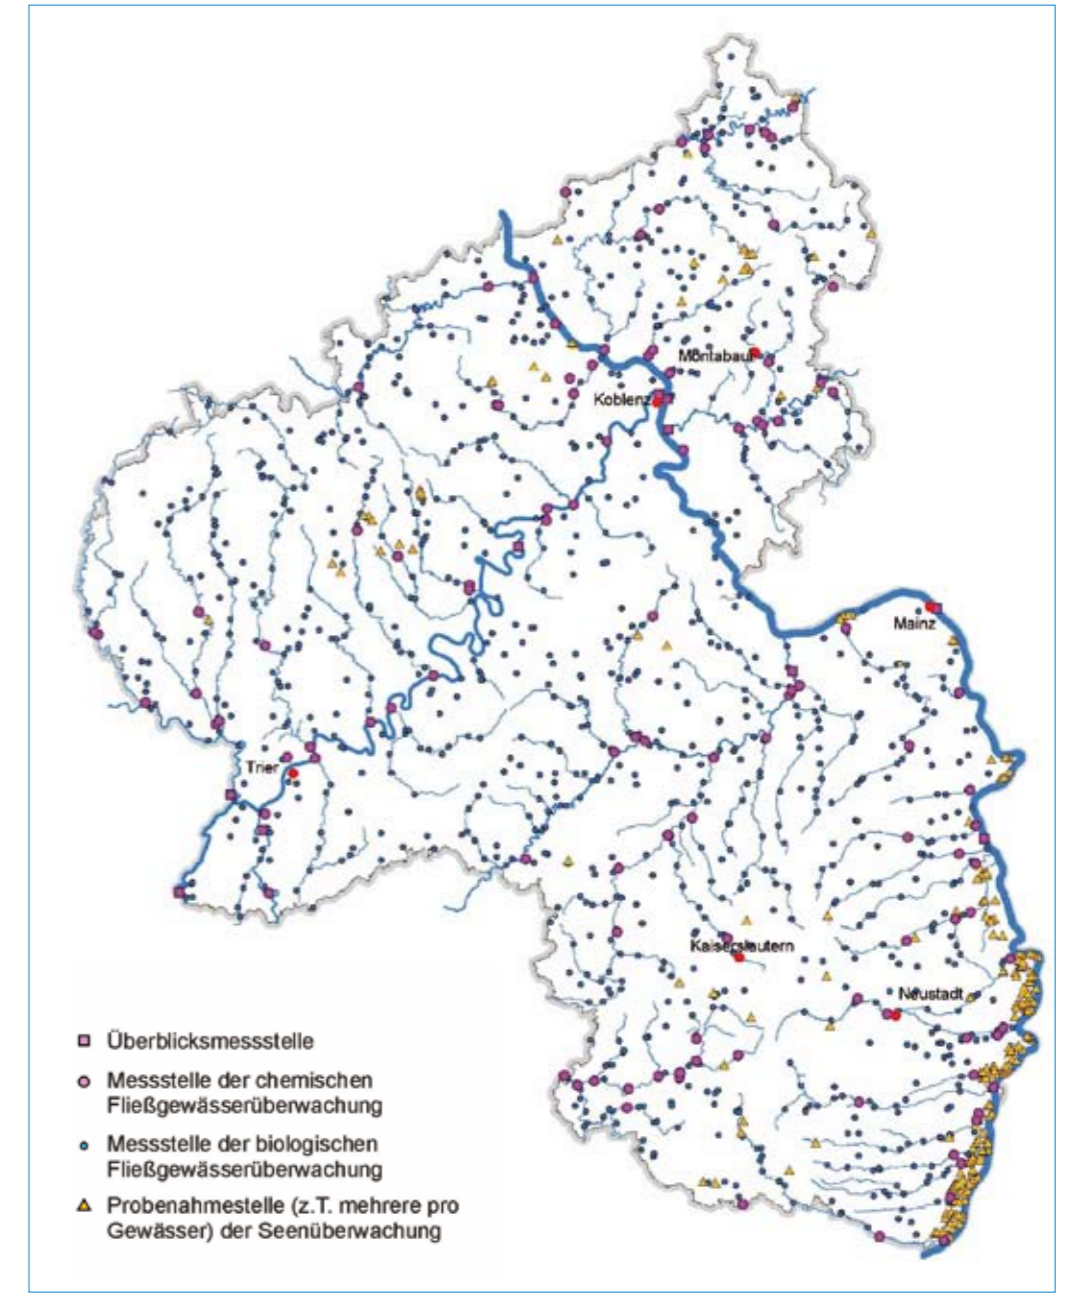 Montabaur
Koblenz
Mainz
Trier
Kaiserslautern
Neustadt
Überblicksmessstelle
Messstelle der chemischen
Fließgewässerüberwachung
Messstelle der biologischen
Fließgewässerüberwachung
Probenahmestelle (z.T. mehrere pro
Gewässer) der Seenüberwachung